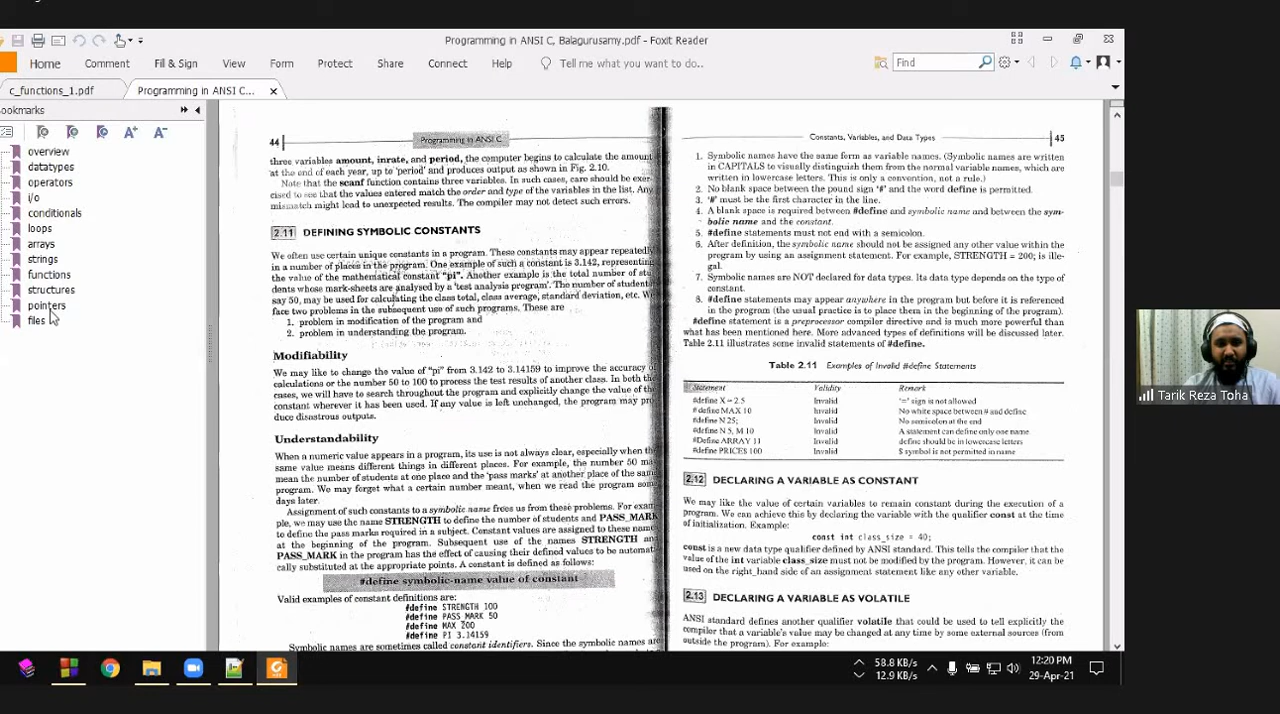 Programming in ANSI C, Balagurusamy.pdf - Foxit Reader
Home
Comment
Fill & Sign
View
Form
Protect
Share
Connect
Help
Tell me what you want to do..
Find
c_functions_1.pdf
Programming in ANSI C...
ookmarks
overview
datatypes
operators
i/o
conditionals
loops
arrays
strings
functions
structures
pointers
files
44
Programming in ANSI C
three variables amount, inrate, and period, the computer begins to calculate the amount
at the end of each year, up to 'period' and produces output as shown in Fig. 2.10.
Note that the scanf function contains three variables. In such cases, care should be exer-
cised to see that the values entered match the order and type of the variables in the list. Any
mismatch might lead to unexpected results. The compiler may not detect such errors.
2.11 DEFINING SYMBOLIC CONSTANTS
We often use certain unique constants in a program. These constants may appear repeatedly
in a number of places in the program. One example of such a constant is 3.142, representing
the value of the mathematical constant "pi". Another example is the total number of stu
dents whose mark-sheets are analysed by a 'test analysis program'. The number of student
say 50, may be used for calculating the class total, class average, standard deviation, etc. W
face two problems in the subsequent use of such programs. These are
1. problem in modification of the program and
2. problem in understanding the program.
Modifiability
We may like to change the value of "pi" from 3.142 to 3.14159 to improve the accuracy of
calculations or the number 50 to 100 to process the test results of another class. In both the
cases, we will have to search throughout the program and explicitly change the value of the
constant wherever it has been used. If any value is left unchanged, the program may pro
duce disastrous outputs.
Understandability
When a numeric value appears in a program, its use is not always clear, especially when the
same value means different things in different places. For example, the number 50 may
mean the number of students at one place and the 'pass marks' at another place of the same
program. We may forget what a certain number meant, when we read the program some
days later.
Assignment of such constants to a symbolic name frees us from these problems. For exam
ple, we may use the name STRENGTH to define the number of students and PASS_MARK
to define the pass marks required in a subject. Constant values are assigned to these name
at the beginning of the program. Subsequent use of the names STRENGTH an
PASS_MARK in the program has the effect of causing their defined values to be automat
cally substituted at the appropriate points. A constant is defined as follows:
#define symbolic-name value of constant
Valid examples of constant definitions are:
#define STRENGTH 100
#define PASS_MARK 50
#define MAX 200
#define PI 3.14159
Symbolic names are sometimes called constant identifiers. Since the symbolic names are
Constants, Variables, and Data Types
45
1. Symbolic names have the same form as variable names. (Symbolic names are written
in CAPITALS to visually distinguish them from the normal variable names, which are
written in lowercase letters. This is only a convention, not a rule.)
2. No blank space between the pound sign '#' and the word define is permitted.
3. '#' must be the first character in the line.
4. A blank space is required between #define and symbolic name and between the sym-
bolic name and the constant.
5. #define statements must not end with a semicolon.
6. After definition, the symbolic name should not be assigned any other value within the
program by using an assignment statement. For example, STRENGTH = 200; is ille-
gal.
7. Symbolic names are NOT declared for data types. Its data type depends on the type of
constant.
8. #define statements may appear anywhere in the program but before it is referenced
in the program (the usual practice is to place them in the beginning of the program).
#define statement is a preprocessor compiler directive and is much more powerful than
what has been mentioned here. More advanced types of definitions will be discussed later.
Table 2.11 illustrates some invalid statements of #define.
Table 2.11 Examples of Invalid #define Statements
Statement Validity Remark
#define X = 2.5 Invalid '=' sign is not allowed
# define MAX 10 Invalid No white space between # and define
#define N 25; Invalid No semicolon at the end
#define N 5, M 10 Invalid A statement can define only one name
#Define ARRAY 11 Invalid define should be in lowercase letters
#define PRICE$ 100 Invalid $ symbol is not permitted in name
2.12 DECLARING A VARIABLE AS CONSTANT
We may like the value of certain variables to remain constant during the execution of a
program. We can achieve this by declaring the variable with the qualifier const at the time
of initialization. Example:
const int class_size = 40;
const is a new data type qualifier defined by ANSI standard. This tells the compiler that the
value of the int variable class_size must not be modified by the program. However, it can be
used on the right_hand side of an assignment statement like any other variable.
2.13 DECLARING A VARIABLE AS VOLATILE
ANSI standard defines another qualifier volatile that could be used to tell explicitly the
compiler that a variable's value may be changed at any time by some external sources (from
outside the program). For example:
Tarik Reza Toha
58.8 KB/s
12.9 KB/s
12:20 PM
29-Apr-21